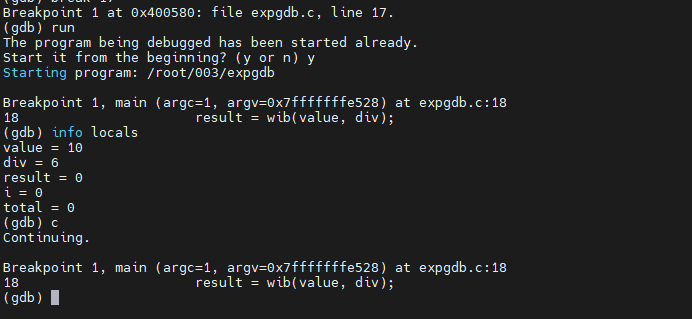 (gdb) break 17
Breakpoint 1 at 0x400580: file expgdb.c, line 17.
(gdb) run
The program being debugged has been started already.
Start it from the beginning? (y or n) y
Starting program: /root/003/expgdb
Breakpoint 1, main (argc=1, argv=0x7fffffffe528) at expgdb.c:18
18 result = wib(value, div);
(gdb) info locals
value = 10
div = 6
result = 0
i = 0
total = 0
(gdb) c
Continuing.
Breakpoint 1, main (argc=1, argv=0x7fffffffe528) at expgdb.c:18
18 result = wib(value, div);
(gdb)